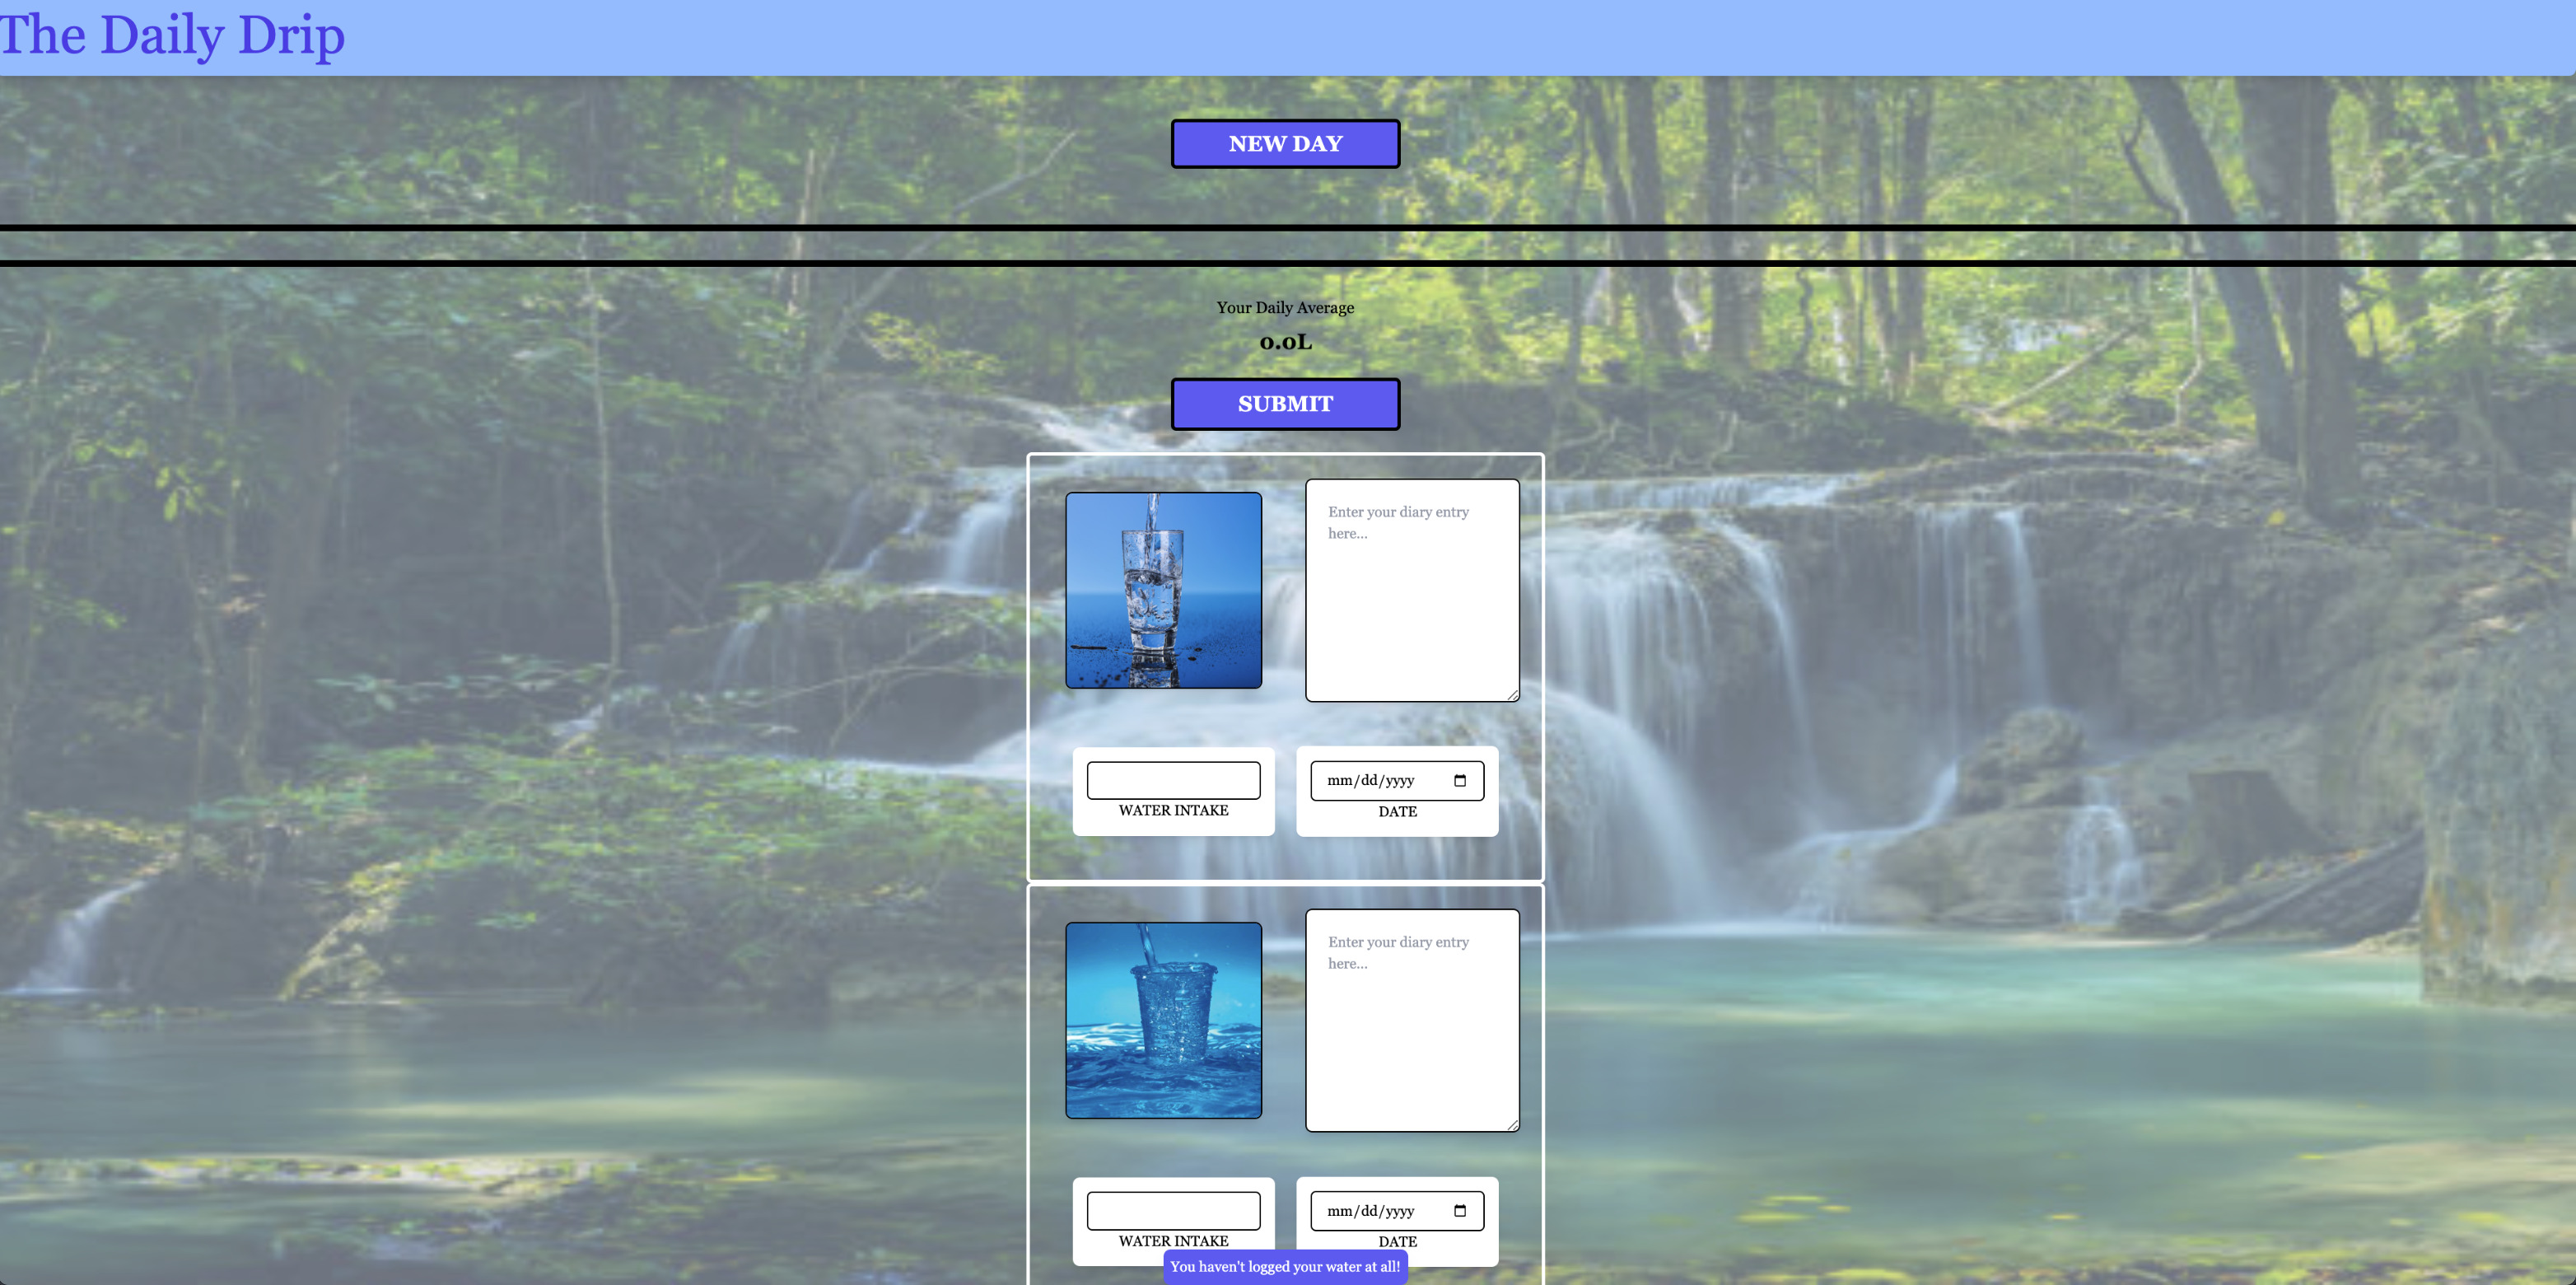 The Daily Drip
NEW DAY
Your Daily Average
0.0L
SUBMIT
Enter your diary entry
here...
WATER INTAKE
mm/dd/yyyy
DATE
Enter your diary entry
here...
WATER INTAKE
mm/dd/yyyy
DATE
You haven't logged your water at all!